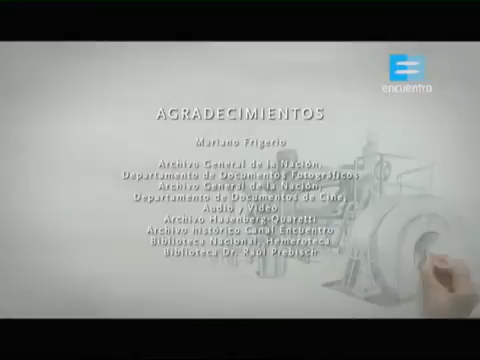 encuentro
AGRADECIMIENTOS
Mariano Frigerio
Archivo General de la Nación,
Departamento de Documentos Fotográficos
Archivo General de la Nación,
Departamento de Documentos de Cine,
Audio y Video
Archivo Hasenberg-Quaretti
Archivo histórico Canal Encuentro
Biblioteca Nacional, Hemeroteca
Biblioteca Dr. Raúl Prebisch